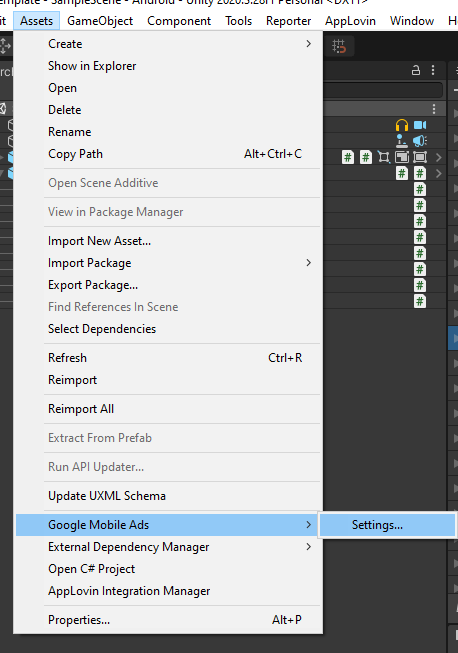 Template - SampleScene - Android - Unity 2020.3.28f1 Personal <DX11>
Assets GameObject Component Tools Reporter AppLovin Window H
Create
Show in Explorer
Open
Delete
Rename
Copy Path Alt+Ctrl+C
Open Scene Additive
View in Package Manager
Import New Asset...
Import Package
Export Package...
Find References In Scene
Select Dependencies
Refresh Ctrl+R
Reimport
Reimport All
Extract From Prefab
Run API Updater...
Update UXML Schema
Google Mobile Ads Settings...
External Dependency Manager
Open C# Project
AppLovin Integration Manager
Properties... Alt+P